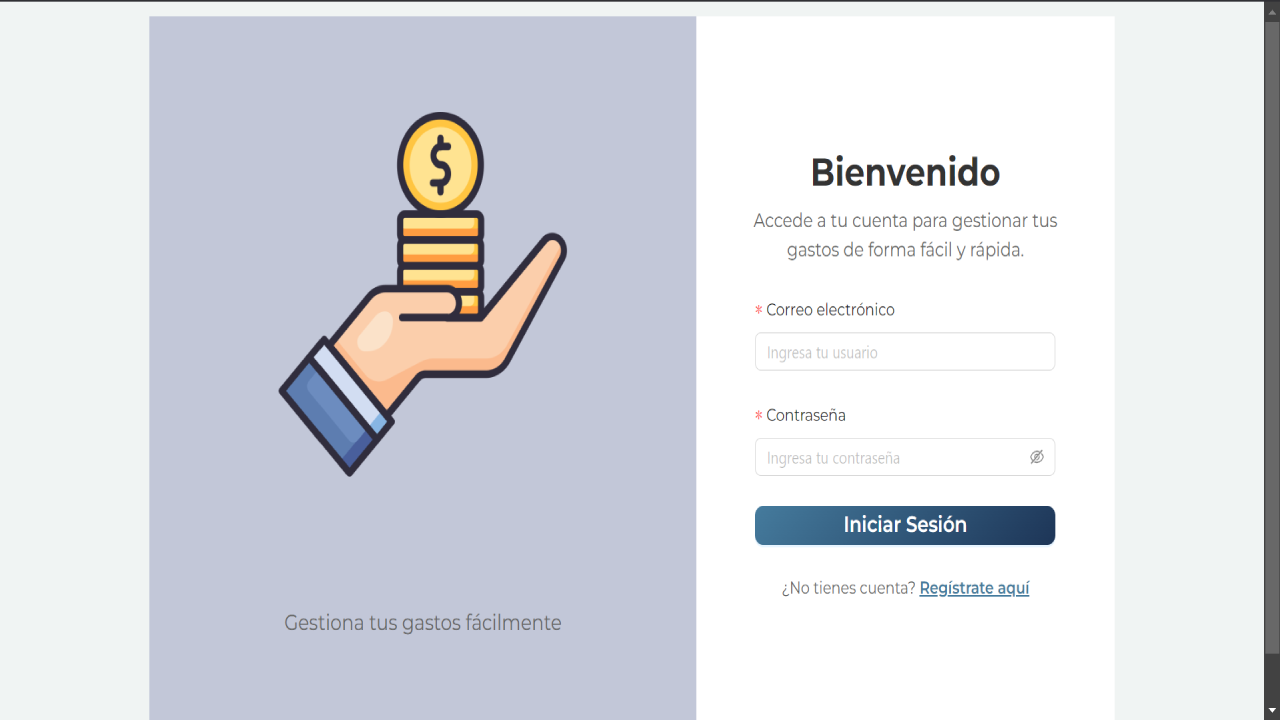 $
Gestiona tus gastos fácilmente
Bienvenido
Accede a tu cuenta para gestionar tus
gastos de forma fácil y rápida.
* Correo electrónico
Ingresa tu usuario
* Contraseña
Ingresa tu contraseña
Iniciar Sesión
¿No tienes cuenta? Regístrate aquí